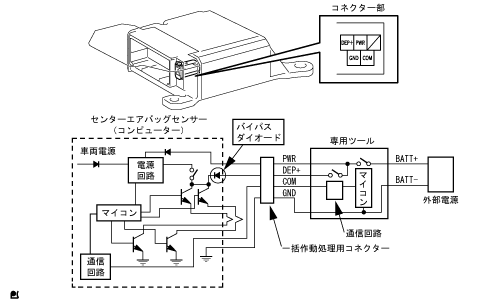 コネクター部
DEP+ PWR
GND COM
センターエアバッグセンサー
(コンピューター)
バイパス
ダイオード
専用ツール
車両電源
電源
回路
PWR
DEP+
COM
GND
BATT+
BATT-
マイコン
マイコン
外部電源
通信回路
通信
回路
一括作動処理用コネクター